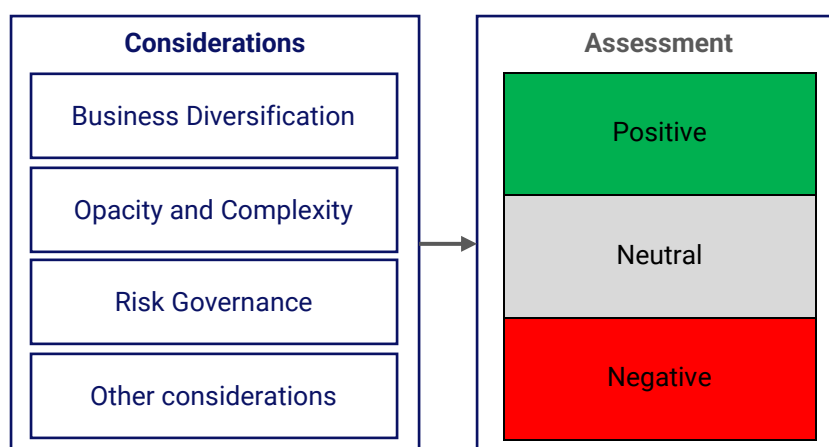 Considerations
Business Diversification
Opacity and Complexity
Risk Governance
Other considerations
Assessment
Positive
Neutral
Negative